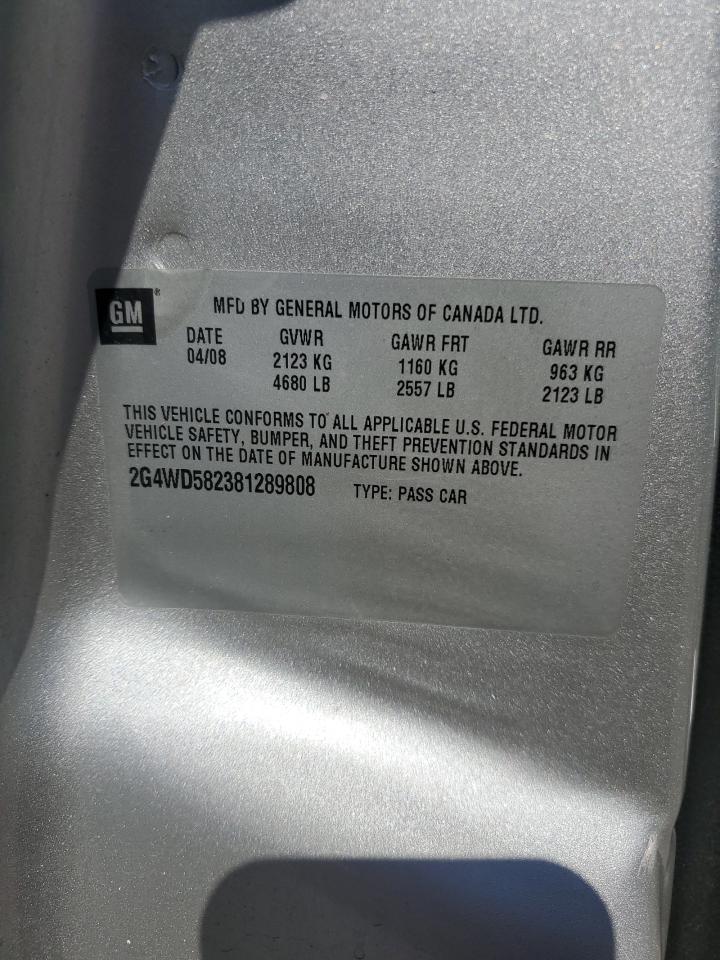 GM®
MFD BY GENERAL MOTORS OF CANADA LTD.
DATE GVWR GAWR FRT GAWR RR
04/08 2123 KG 1160 KG 963 KG
4680 LB 2557 LB 2123 LB
THIS VEHICLE CONFORMS TO ALL APPLICABLE U.S. FEDERAL MOTOR
VEHICLE SAFETY, BUMPER, AND THEFT PREVENTION STANDARDS IN
EFFECT ON THE DATE OF MANUFACTURE SHOWN ABOVE.
2G4WD582381289808 TYPE: PASS CAR